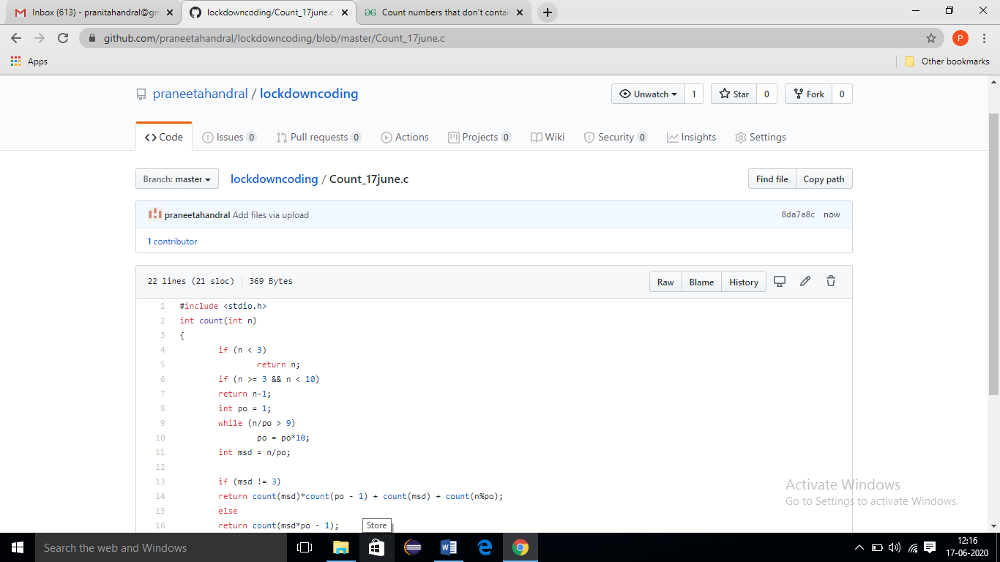 Inbox (613) - pranitahandral@gm
lockdowncoding/Count_17june.c
Count numbers that don't contai
github.com/praneetahandral/lockdowncoding/blob/master/Count_17june.c
P
Apps
Other bookmarks
praneetahandral / lockdowncoding
Unwatch 1 Star 0 Fork 0
Code Issues 0 Pull requests 0 Actions Projects 0 Wiki Security 0 Insights Settings
Branch: master lockdowncoding / Count_17june.c Find file Copy path
praneetahandral Add files via upload 8da7a8c now
1 contributor
22 lines (21 sloc) 369 Bytes Raw Blame History
1 #include <stdio.h>
2 int count(int n)
3 {
4 if (n < 3)
5 return n;
6 if (n >= 3 && n < 10)
7 return n-1;
8 int po = 1;
9 while (n/po > 9)
10 po = po*10;
11 int msd = n/po;
12
13 if (msd != 3)
14 return count(msd)*count(po - 1) + count(msd) + count(n%po);
15 else
16 return count(msd*po - 1);
Activate Windows
Go to Settings to activate Windows.
Store
Search the web and Windows
12:16
17-06-2020